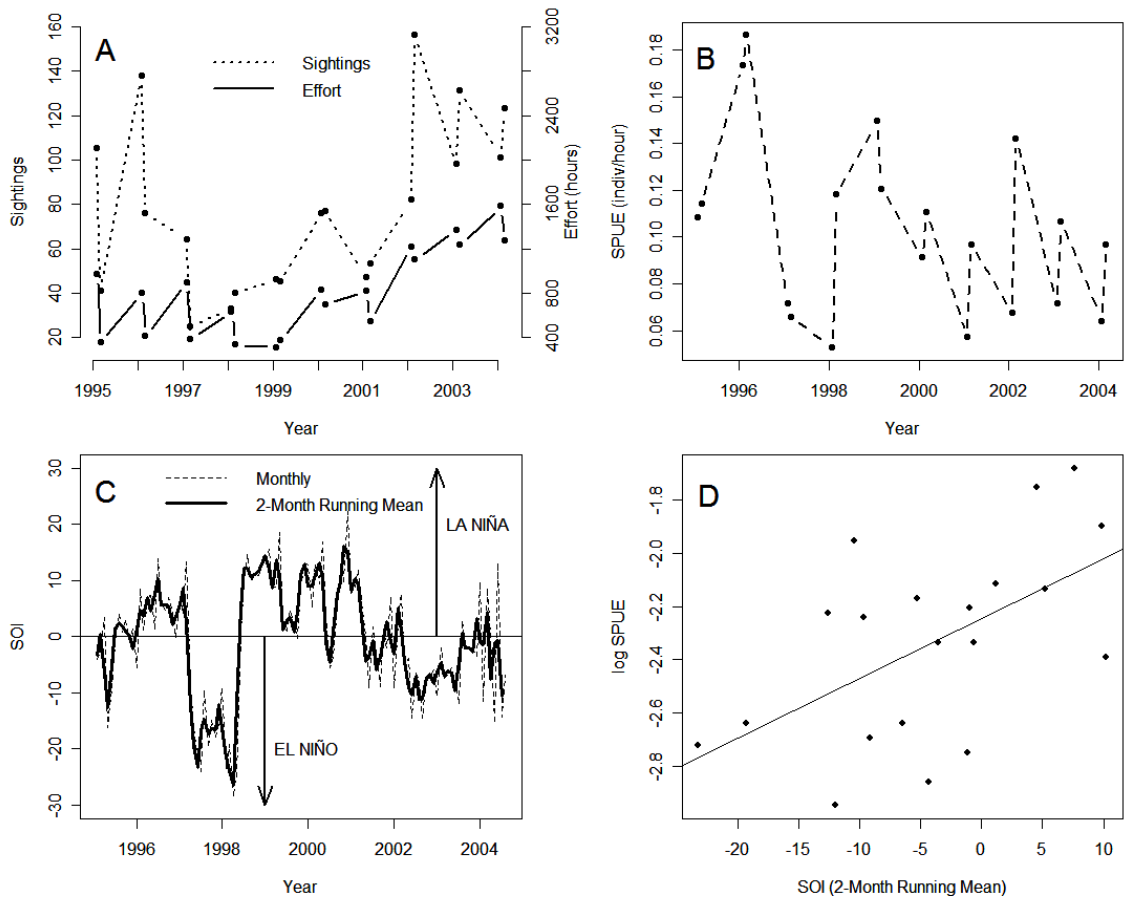 A
Sightings
Effort
160
140
120
100
80
60
40
20
Sightings
3200
2400
1600
800
400
Effort (hours)
1995
1997
1999
2001
2003
Year
B
0.18
0.16
0.14
0.12
0.10
0.08
0.06
SPUE (indiv/hour)
1996
1998
2000
2002
2004
Year
C
Monthly
2-Month Running Mean
LA NIÑA
EL NIÑO
30
20
10
0
-10
-20
-30
SOI
1996
1998
2000
2002
2004
Year
D
-1.8
-2.0
-2.2
-2.4
-2.6
-2.8
log SPUE
-20
-15
-10
-5
0
5
10
SOI (2-Month Running Mean)